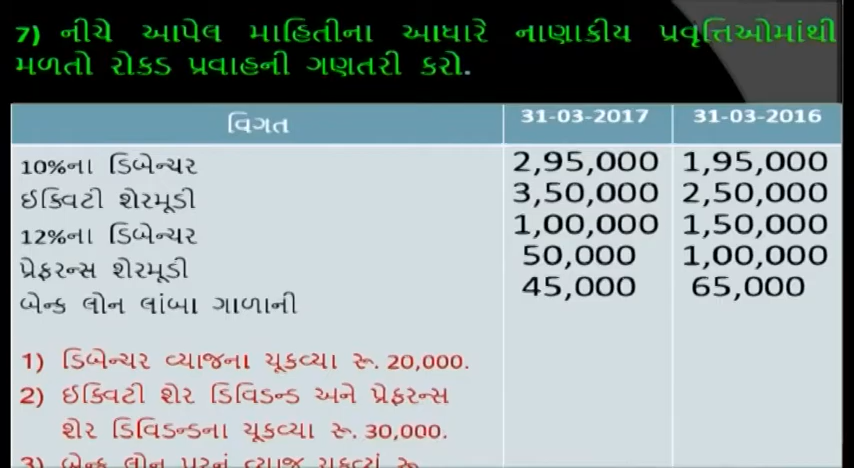 7) નીચે આપેલ માહિતીના આધારે નાણાકીય પ્રવૃત્તિઓમાંથી
મળતો રોકડ પ્રવાહની ગણતરી કરો.
વિગત 31-03-2017 31-03-2016
10%ના ડિબેન્ચર 2,95,000 1,95,000
ઈક્વિટી શેરમૂડી 3,50,000 2,50,000
12%ના ડિબેન્ચર 1,00,000 1,50,000
પ્રેફરન્સ શેરમૂડી 50,000 1,00,000
બેન્ક લોન લાંબા ગાળાની 45,000 65,000
1) ડિબેન્ચર વ્યાજના ચૂકવ્યા રૂ. 20,000.
2) ઈક્વિટી શેર ડિવિડન્ડ અને પ્રેફરન્સ
શેર ડિવિડન્ડના ચૂકવ્યા રૂ. 30,000.
3) બેન્ક લોન પરનું વ્યાજ ચૂકવ્યું રૂ